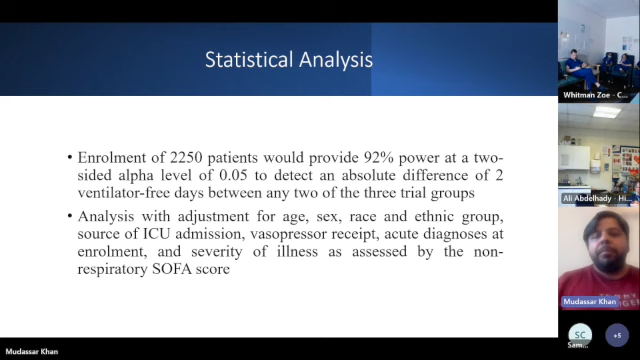 Statistical Analysis
• Enrolment of 2250 patients would provide 92% power at a two-
sided alpha level of 0.05 to detect an absolute difference of 2
ventilator-free days between any two of the three trial groups
• Analysis with adjustment for age, sex, race and ethnic group,
source of ICU admission, vasopressor receipt, acute diagnoses at
enrolment, and severity of illness as assessed by the non-
respiratory SOFA score
Mudassar Khan
Whitman Zoe - C...
Ali Abdelhady - Hi...
Mudassar Khan
SC
+5
Sam...